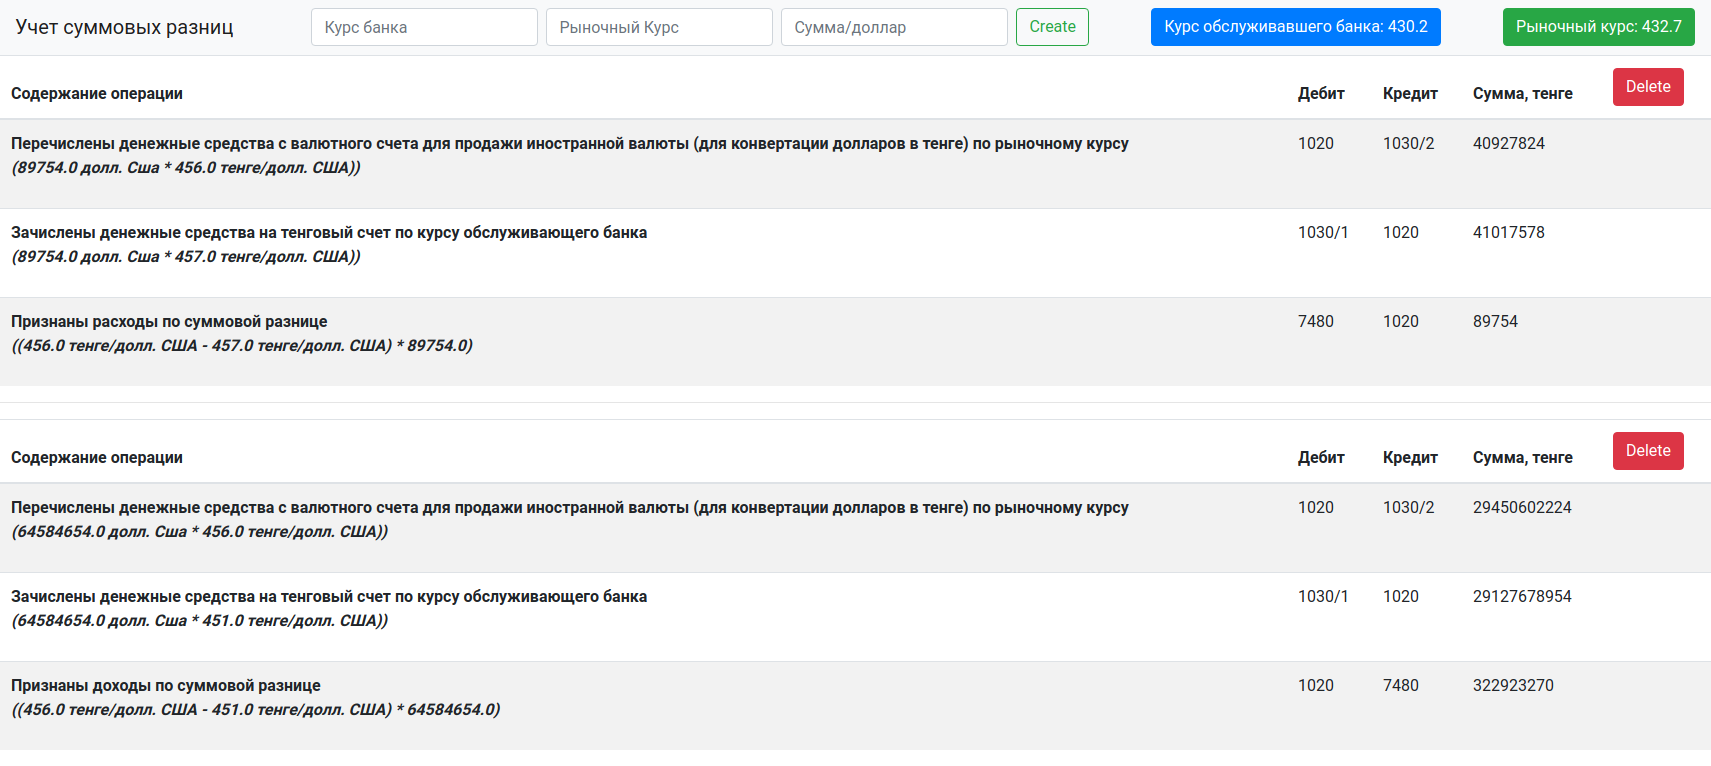 Учет суммовых разниц Курс банка Рыночный Курс Сумма/доллар Create Курс обслуживавшего банка: 430.2 Рыночный курс: 432.7
Содержание операции Дебит Кредит Сумма, тенге Delete
Перечислены денежные средства с валютного счета для продажи иностранной валюты (для конвертации долларов в тенге) по рыночному курсу 1020 1030/2 40927824
(89754.0 долл. Сша * 456.0 тенге/долл. США))
Зачислены денежные средства на тенговый счет по курсу обслуживающего банка 1030/1 1020 41017578
(89754.0 долл. Сша * 457.0 тенге/долл. США))
Признаны расходы по суммовой разнице 7480 1020 89754
((456.0 тенге/долл. США - 457.0 тенге/долл. США) * 89754.0)
Содержание операции Дебит Кредит Сумма, тенге Delete
Перечислены денежные средства с валютного счета для продажи иностранной валюты (для конвертации долларов в тенге) по рыночному курсу 1020 1030/2 29450602224
(64584654.0 долл. Сша * 456.0 тенге/долл. США))
Зачислены денежные средства на тенговый счет по курсу обслуживающего банка 1030/1 1020 29127678954
(64584654.0 долл. Сша * 451.0 тенге/долл. США))
Признаны доходы по суммовой разнице 1020 7480 322923270
((456.0 тенге/долл. США - 451.0 тенге/долл. США) * 64584654.0)